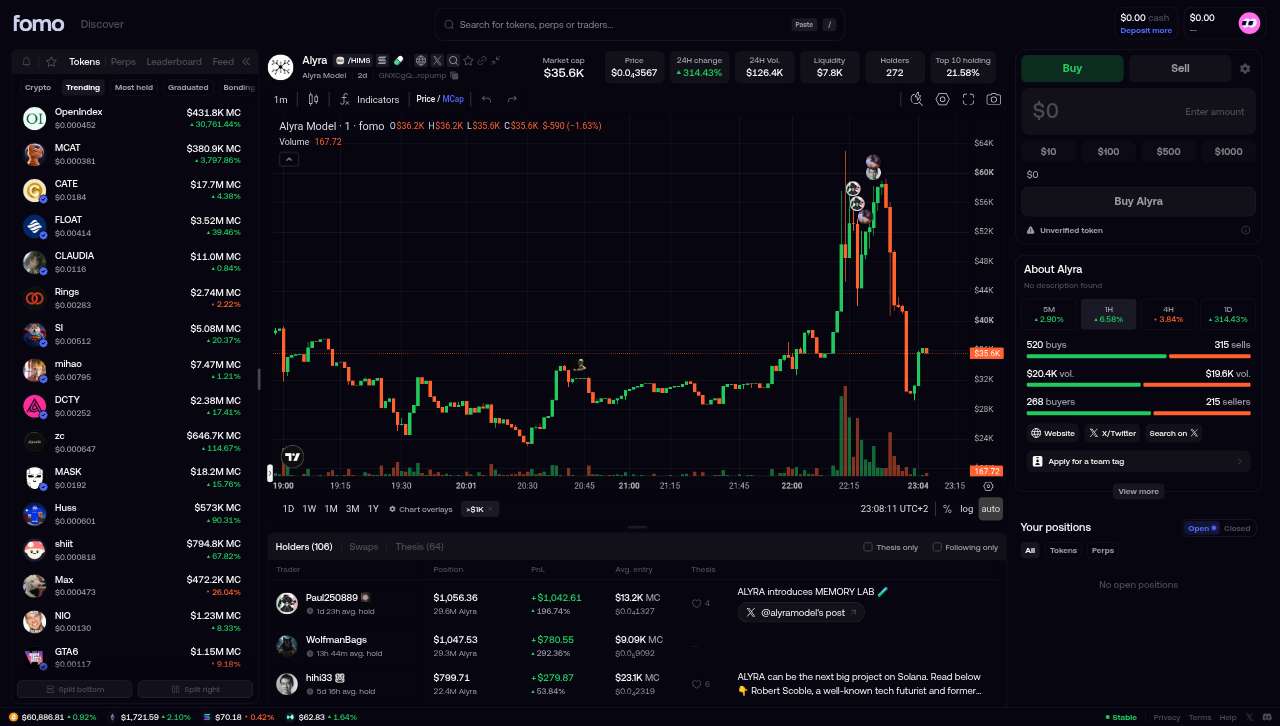 fomo
Discover
Search for tokens, perps or traders...
Paste
/
$0.00 cash
Deposit more
$0.00
—
Tokens Perps Leaderboard Feed
Crypto Trending Most held Graduated Bonding
OpenIndex $431.8K MC
$0.000452 30,761.44%
MCAT $380.9K MC
$0.000381 3,797.86%
CATE $17.7M MC
$0.0184 4.38%
FLOAT $3.52M MC
$0.00414 39.46%
CLAUDIA $11.0M MC
$0.0116 0.84%
Rings $2.74M MC
$0.00283 2.22%
SI $5.08M MC
$0.00512 20.37%
mihao $7.47M MC
$0.00795 1.21%
DCTY $2.38M MC
$0.00252 17.41%
zc $646.7K MC
$0.000647 114.67%
MASK $18.2M MC
$0.0192 15.76%
Huss $573K MC
$0.000601 90.31%
shiit $794.8K MC
$0.000818 67.82%
Max $472.2K MC
$0.000473 26.04%
NIO $1.23M MC
$0.00130 8.33%
GTA6 $1.15M MC
$0.00117 9.18%
Split bottom Split right
Alyra /HIMS
Alyra Model 2d GNXCgQ...ropump
Market cap
$35.6K
Price
$0.0₄3567
24H change
314.43%
24H Vol.
$126.4K
Liquidity
$7.8K
Holders
272
Top 10 holding
21.58%
1m Indicators Price / MCap
Alyra Model · 1 · fomo O$36.2K H$36.2K L$35.6K C$35.6K $-590 (−1.63%)
Volume 167.72
$64K
$60K
$56K
$52K
$48K
$44K
$40K
$35.6K
$32K
$28K
$24K
167.72
19:00 19:15 19:30 20:01 20:30 20:45 21:00 21:15 21:45 22:00 22:15 23:04 23:15
1D 1W 1M 3M 1Y Chart overlays >$1K
23:08:11 UTC+2 % log auto
Holders (106) Swaps Thesis (64)
Thesis only Following only
Trader Position PnL Avg. entry Thesis
Paul250889 $1,056.36 +$1,042.61 $13.2K MC
1d 23h avg. hold 29.6M Alyra 196.74% $0.0₄1327
4
ALYRA introduces MEMORY LAB 🧪
@alyramodel's post
WolfmanBags $1,047.53 +$780.55 $9.09K MC
13h 44m avg. hold 29.3M Alyra 292.36% $0.0₅9092
hihi33 $799.71 +$279.87 $23.1K MC
5d 16h avg. hold 22.4M Alyra 53.84% $0.0₄2319
6
ALYRA can be the next big project on Solana. Read below
👇 Robert Scoble, a well-known tech futurist and former...
Buy Sell
$0 Enter amount
$10 $100 $500 $1000
$0
Buy Alyra
Unverified token
About Alyra
No description found
5M 1H 4H 1D
2.90% 6.58% 3.84% 314.43%
520 buys 315 sells
$20.4K vol. $19.6K vol.
268 buyers 215 sellers
Website X/Twitter Search on X
Apply for a team tag
View more
Your positions Open Closed
All Tokens Perps
No open positions
$60,886.81 0.92% $1,721.59 2.10% $70.18 0.42% $62.83 1.64%
Stable Privacy Terms Help